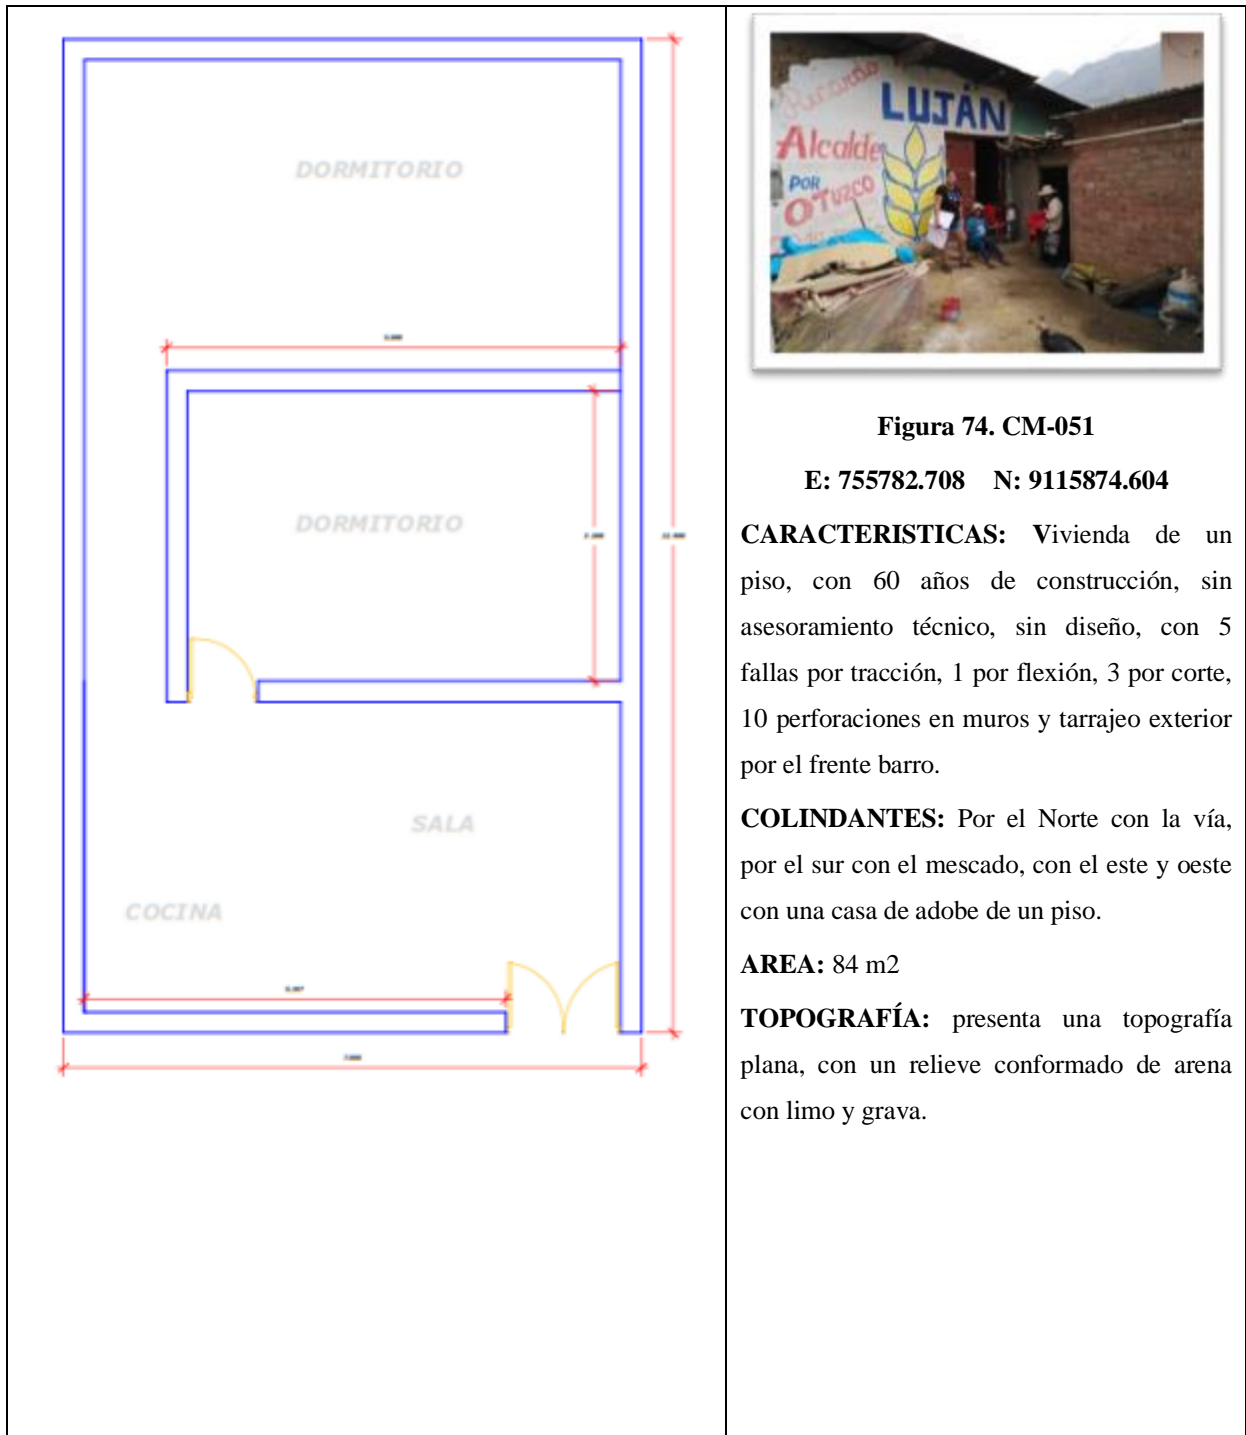 DORMITORIO
DORMITORIO
SALA
COCINA
LUJÁN
Alcalde
POR
OTUZCO
Figura 74. CM-051
E: 755782.708 N: 9115874.604
CARACTERISTICAS: Vivienda de un
piso, con 60 años de construcción, sin
asesoramiento técnico, sin diseño, con 5
fallas por tracción, 1 por flexión, 3 por corte,
10 perforaciones en muros y tarrajeo exterior
por el frente barro.
COLINDANTES: Por el Norte con la vía,
por el sur con el mescado, con el este y oeste
con una casa de adobe de un piso.
AREA: 84 m2
TOPOGRAFÍA: presenta una topografía
plana, con un relieve conformado de arena
con limo y grava.